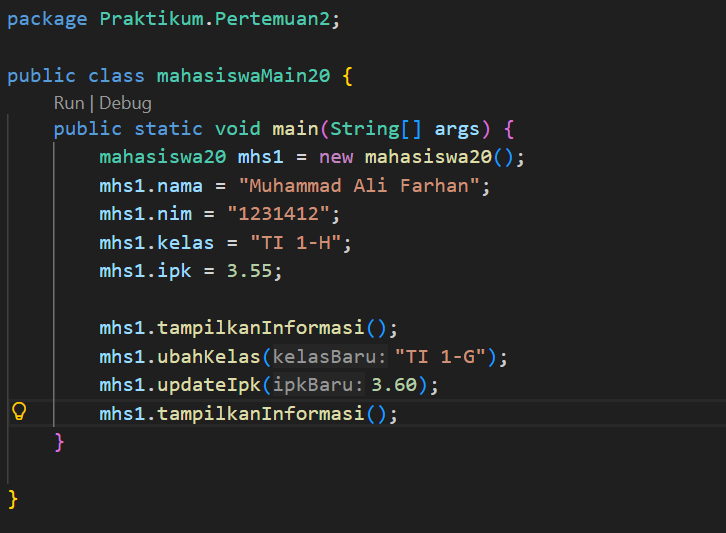 package Praktikum.Pertemuan2;
public class mahasiswaMain20 {
Run | Debug
public static void main(String[] args) {
mahasiswa20 mhs1 = new mahasiswa20();
mhs1.nama = "Muhammad Ali Farhan";
mhs1.nim = "1231412";
mhs1.kelas = "TI 1-H";
mhs1.ipk = 3.55;
mhs1.tampilkanInformasi();
mhs1.ubahKelas(kelasBaru:"TI 1-G");
mhs1.updateIpk(ipkBaru:3.60);
mhs1.tampilkanInformasi();
}
}